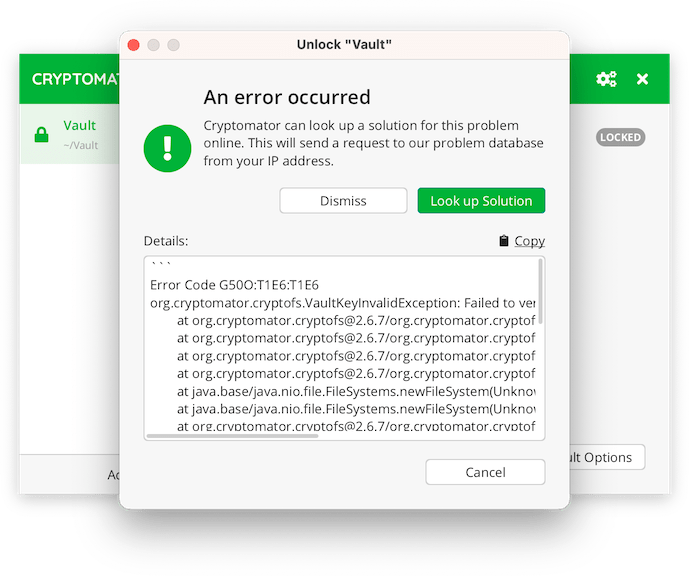 Unlock "Vault"
CRYPTOMAT
An error occurred
Vault
~/Vault
LOCKED
Cryptomator can look up a solution for this problem
online. This will send a request to our problem database
from your IP address.
Dismiss
Look up Solution
Details:
Copy
```
Error Code G50O:T1E6:T1E6
org.cryptomator.cryptofs.VaultKeyInvalidException: Failed to ver
at org.cryptomator.cryptofs@2.6.7/org.cryptomator.cryptof
at org.cryptomator.cryptofs@2.6.7/org.cryptomator.cryptof
at org.cryptomator.cryptofs@2.6.7/org.cryptomator.cryptof
at org.cryptomator.cryptofs@2.6.7/org.cryptomator.cryptof
at java.base/java.nio.file.FileSystems.newFileSystem(Unknow
at java.base/java.nio.file.FileSystems.newFileSystem(Unknow
at org.cryptomator.cryptofs@2.6.7/org.cryptomator.cryptof
Cancel
ult Options